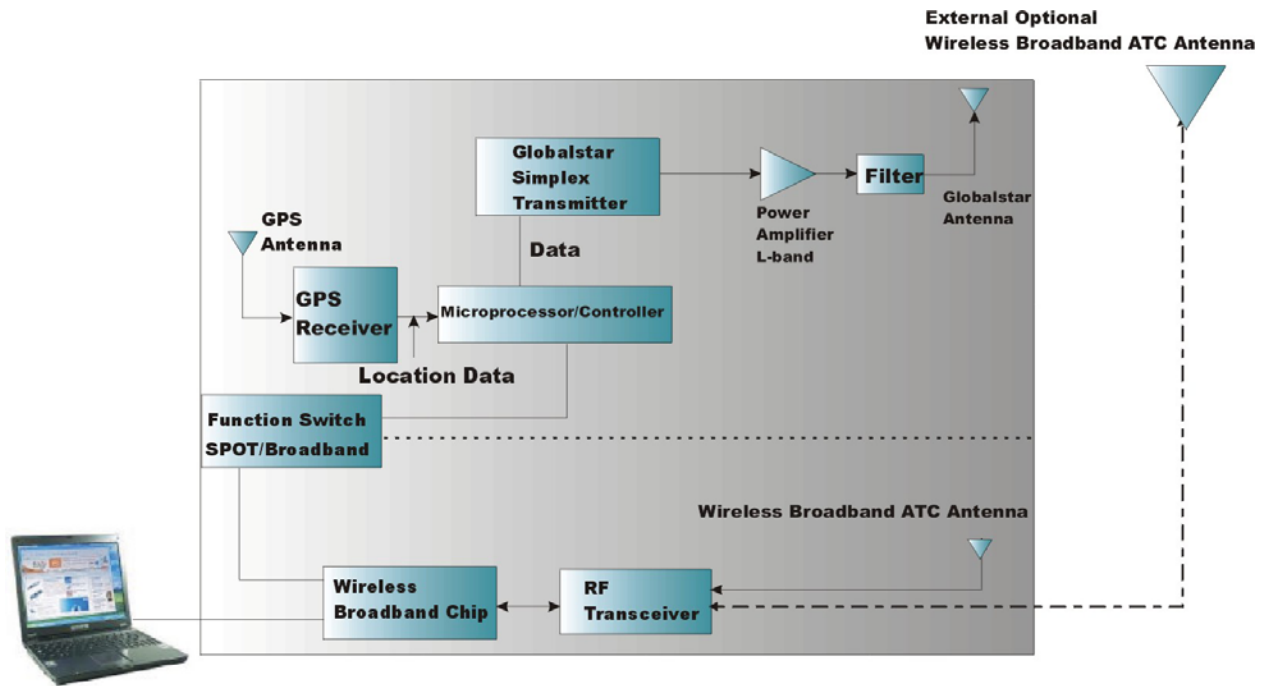 External Optional
Wireless Broadband ATC Antenna
Globalstar
Simplex
Transmitter
Filter
Power
Amplifier
L-band
Globalstar
Antenna
GPS
Antenna
Data
GPS
Receiver
Microprocessor/Controller
Location Data
Function Switch
SPOT/Broadband
Wireless Broadband ATC Antenna
Wireless
Broadband Chip
RF
Transceiver